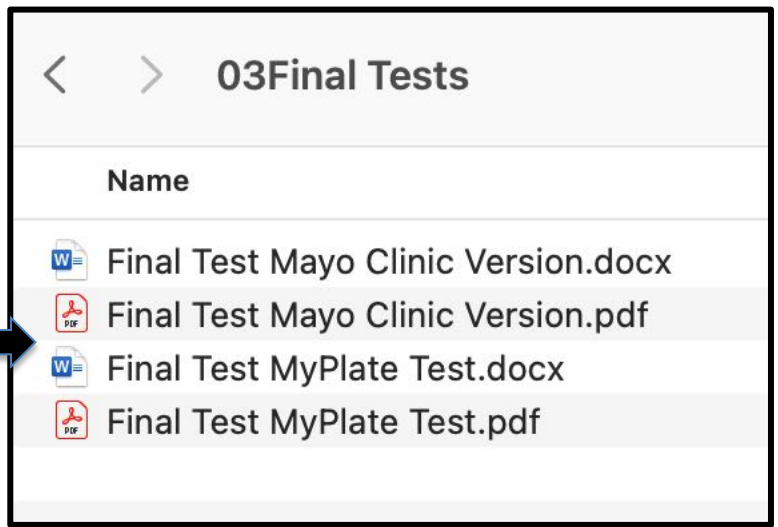 03Final Tests
Name
Final Test Mayo Clinic Version.docx
Final Test Mayo Clinic Version.pdf
Final Test MyPlate Test.docx
Final Test MyPlate Test.pdf